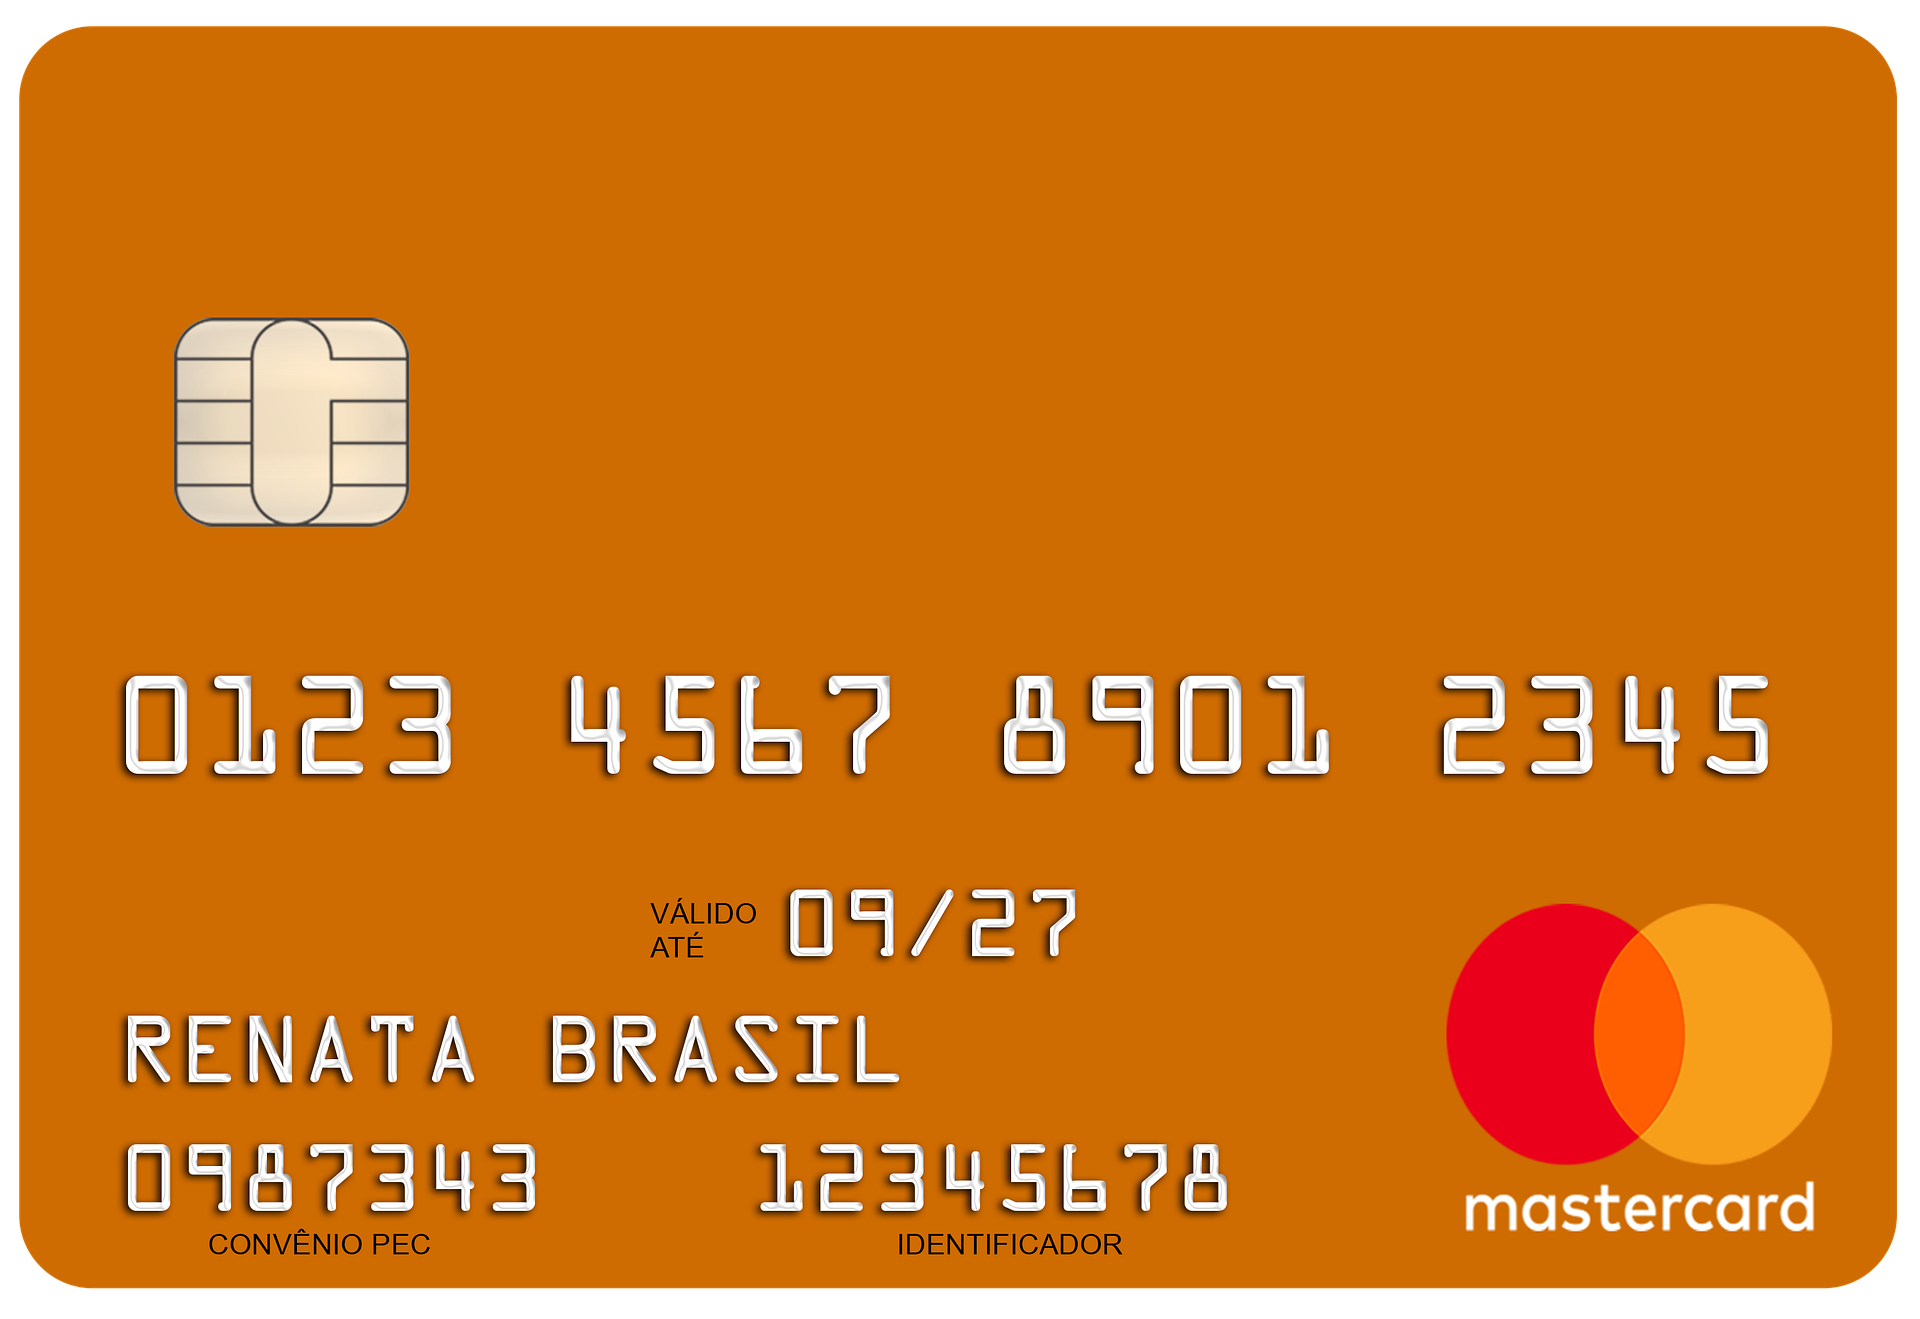 0123 4567 8901 2345
VÁLIDO
ATÉ
09/27
RENATA BRASIL
0987343 12345678
CONVÊNIO PEC IDENTIFICADOR
mastercard